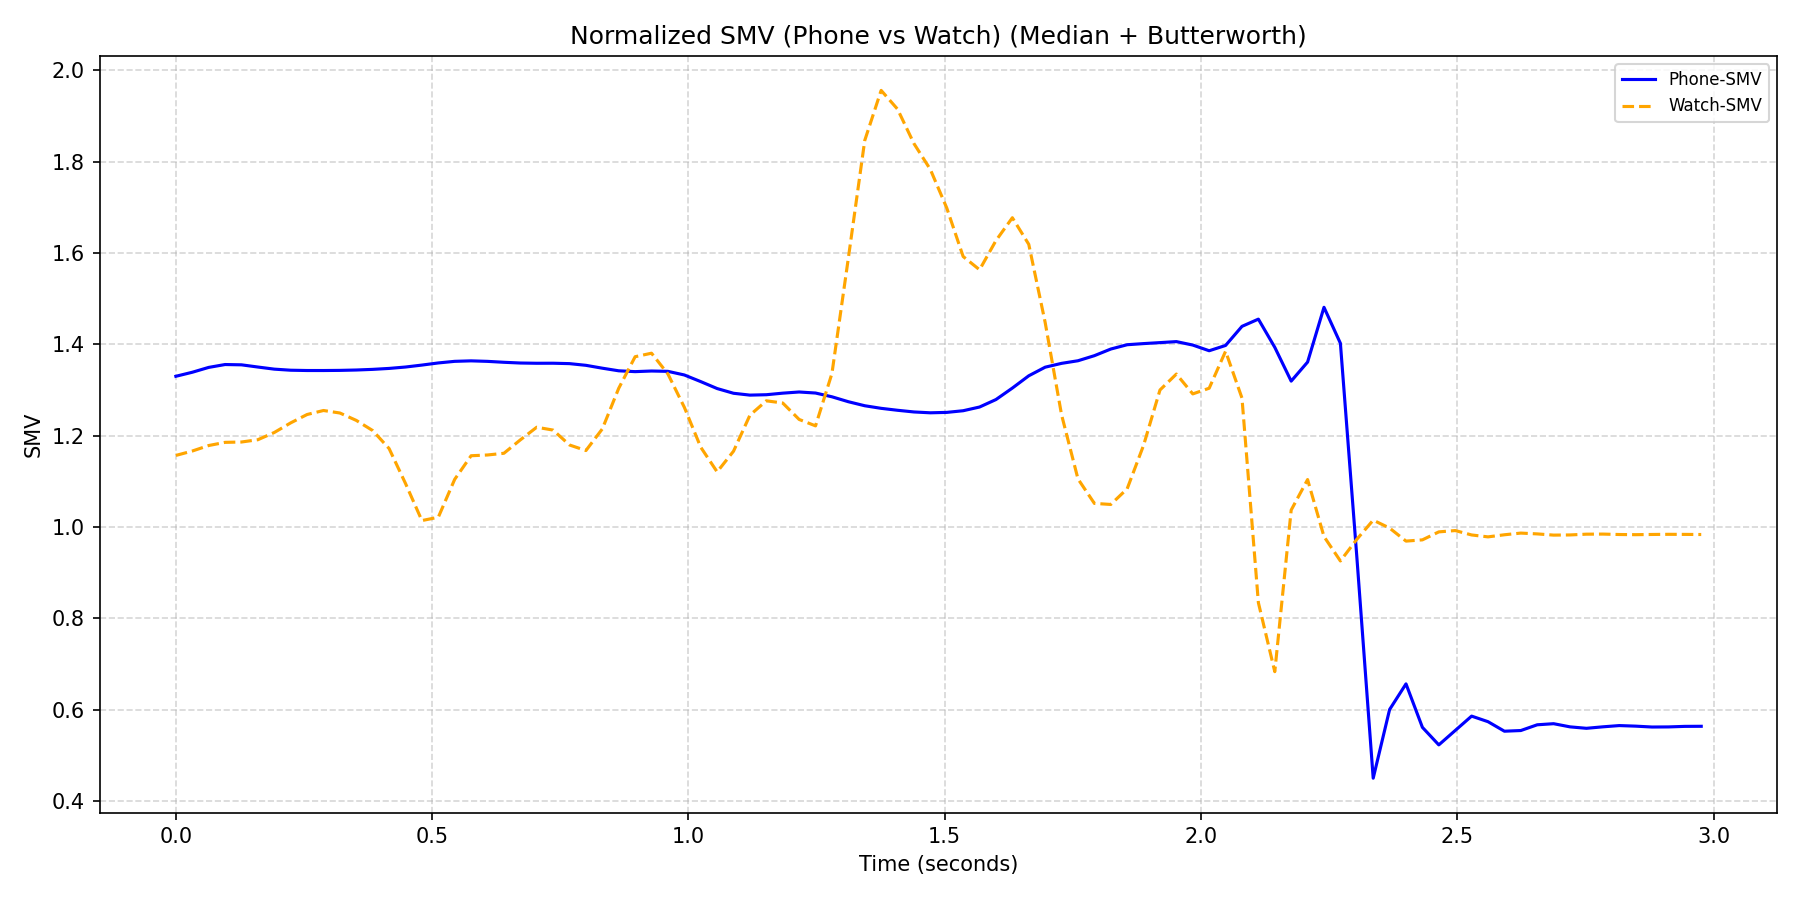 Normalized SMV (Phone vs Watch) (Median + Butterworth)
Phone-SMV
Watch-SMV
SMV
2.0
1.8
1.6
1.4
1.2
1.0
0.8
0.6
0.4
0.0 0.5 1.0 1.5 2.0 2.5 3.0
Time (seconds)